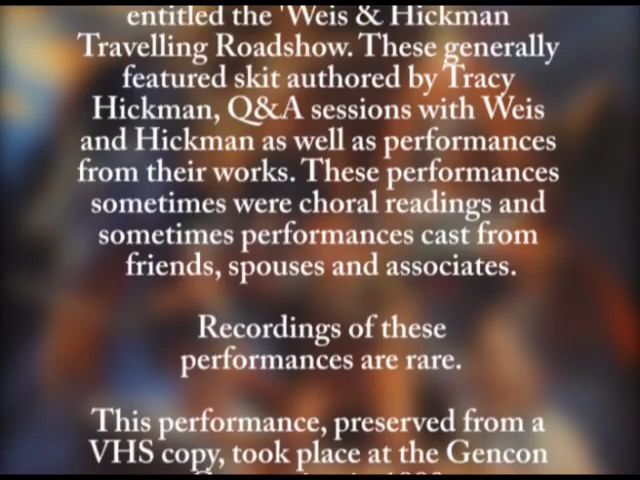 entitled the 'Weis & Hickman
Travelling Roadshow. These generally
featured skit authored by Tracy
Hickman, Q&A sessions with Weis
and Hickman as well as performances
from their works. These performances
sometimes were choral readings and
sometimes performances cast from
friends, spouses and associates.
Recordings of these
performances are rare.
This performance, preserved from a
VHS copy, took place at the Gencon